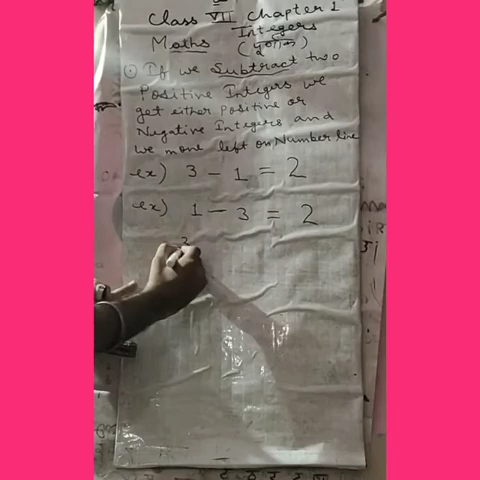 Class VII Chapter 1
Integers
Maths
If we Subtract two
Positive Integers we
get either Positive or
Negative Integers and
we move left on Number line
ex) 3 - 1 = 2
ex) 1 - 3 = 2
3